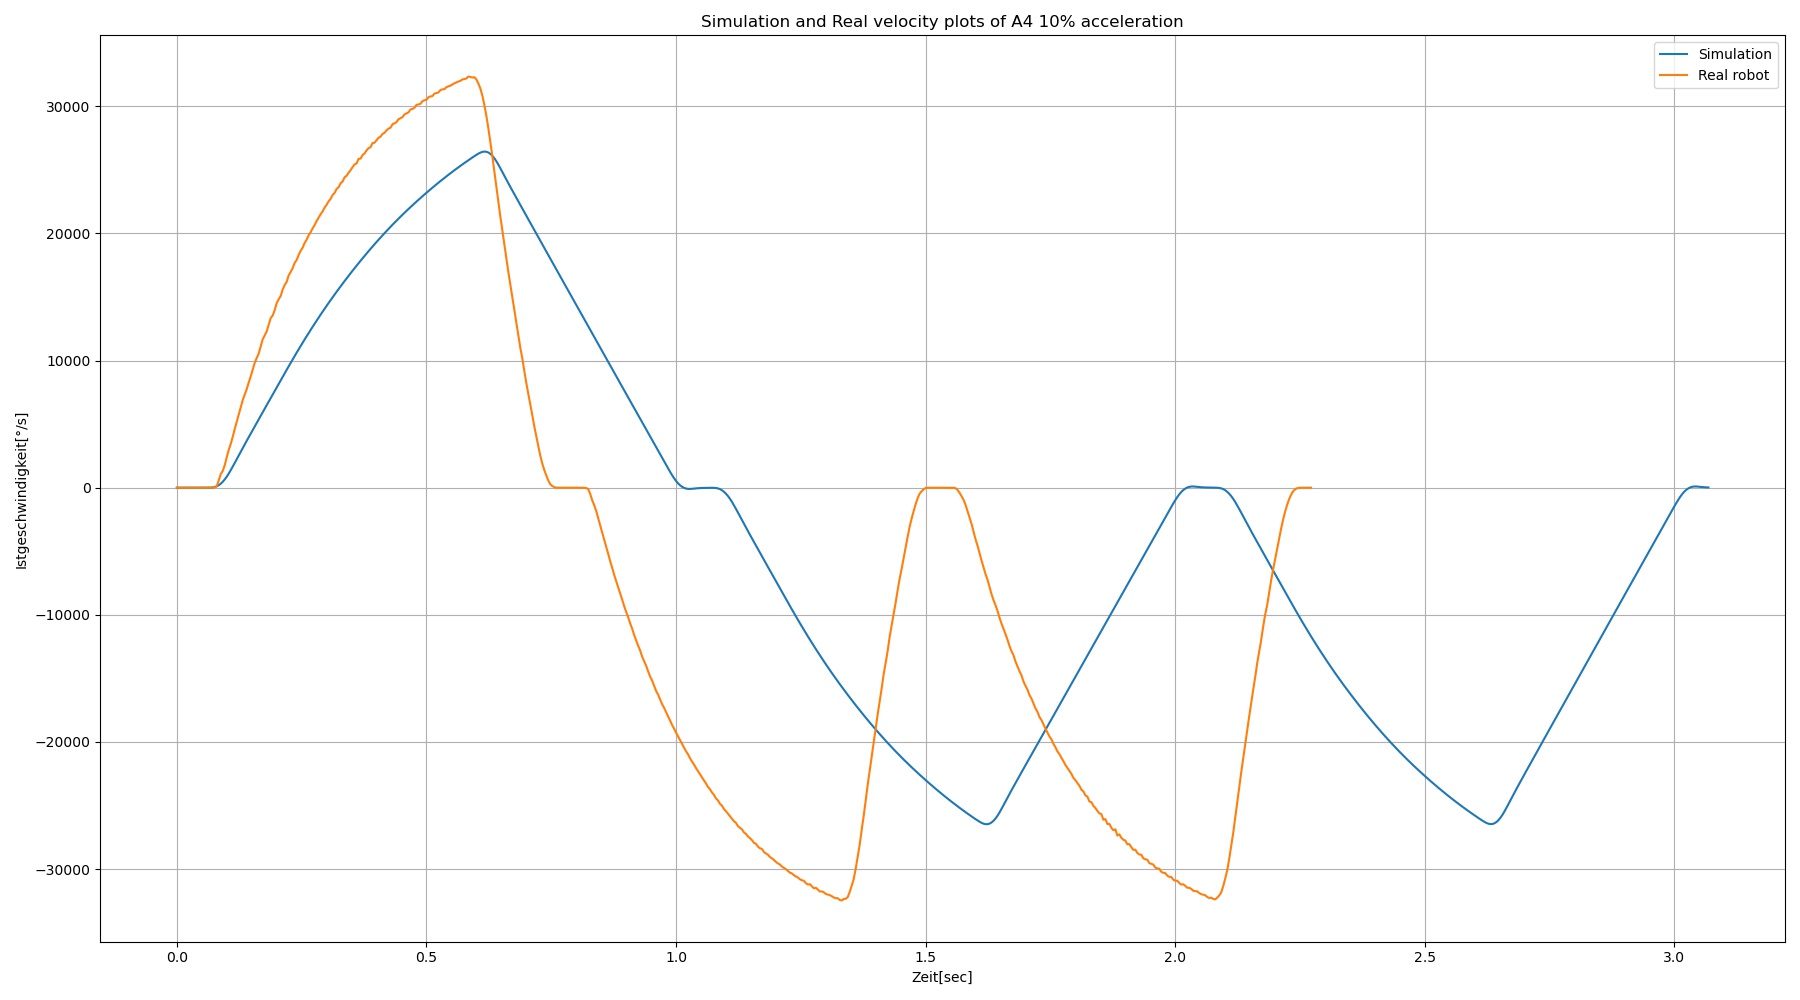 Simulation and Real velocity plots of A4 10% acceleration
Simulation
Real robot
30000
20000
10000
0
−10000
−20000
−30000
Istgeschwindigkeit[°/s]
0.0 0.5 1.0 1.5 2.0 2.5 3.0
Zeit[sec]